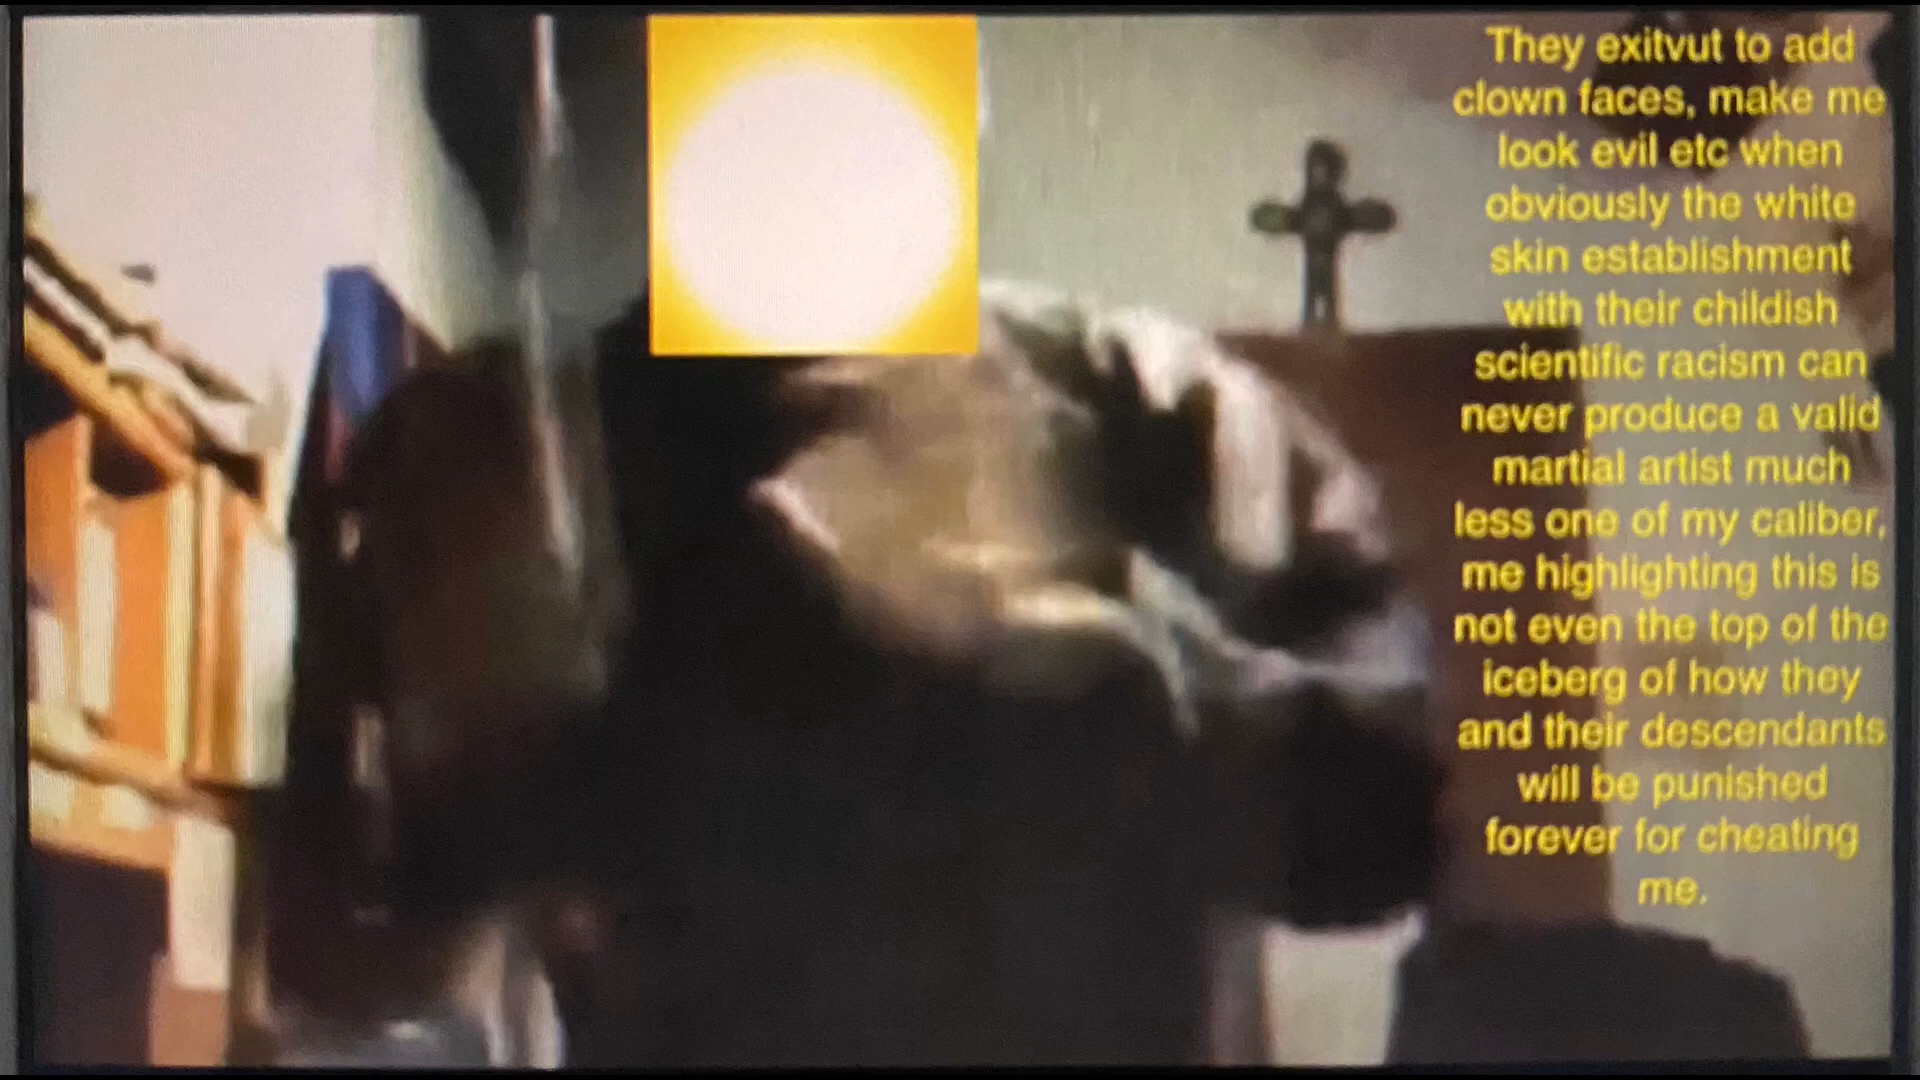 They exitvut to add
clown faces, make me
look evil etc when
obviously the white
skin establishment
with their childish
scientific racism can
never produce a valid
martial artist much
less one of my caliber,
me highlighting this is
not even the top of the
iceberg of how they
and their descendants
will be punished
forever for cheating
me.